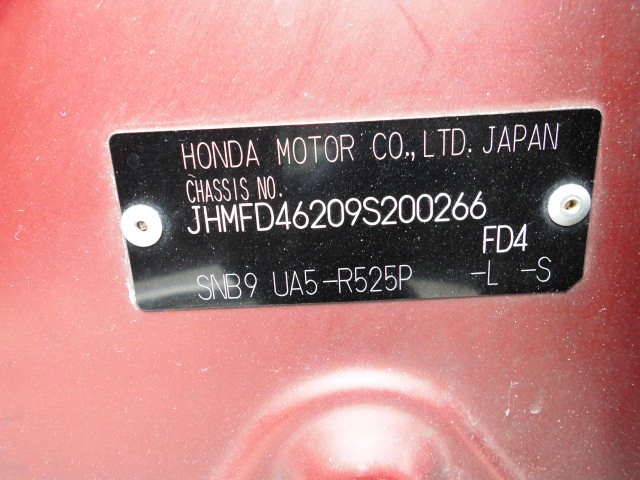 HONDA MOTOR CO.,LTD. JAPAN
CHASSIS NO.
JHMFD46209S200266
FD4
SNB9 UA5-R525P -L -S